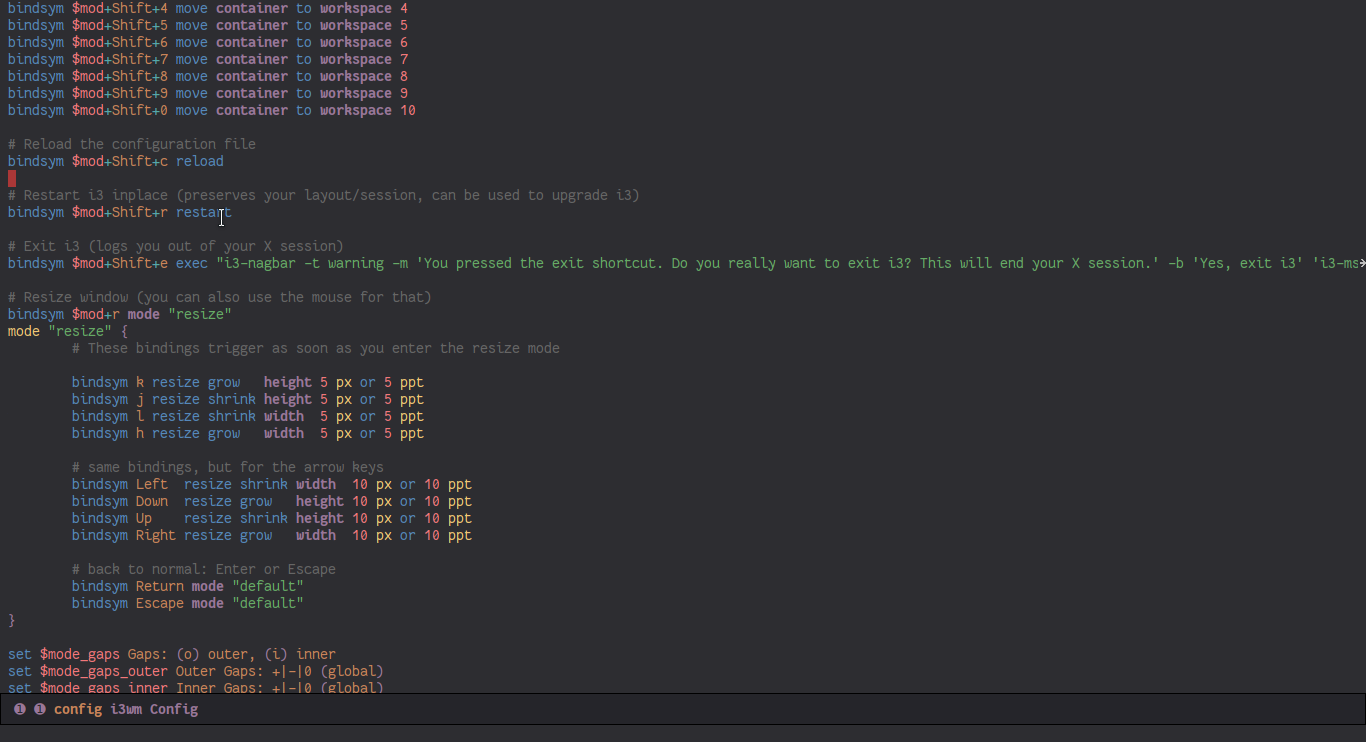 bindsym $mod+Shift+4 move container to workspace 4
bindsym $mod+Shift+5 move container to workspace 5
bindsym $mod+Shift+6 move container to workspace 6
bindsym $mod+Shift+7 move container to workspace 7
bindsym $mod+Shift+8 move container to workspace 8
bindsym $mod+Shift+9 move container to workspace 9
bindsym $mod+Shift+0 move container to workspace 10
# Reload the configuration file
bindsym $mod+Shift+c reload
# Restart i3 inplace (preserves your layout/session, can be used to upgrade i3)
bindsym $mod+Shift+r restart
# Exit i3 (logs you out of your X session)
bindsym $mod+Shift+e exec "i3-nagbar -t warning -m 'You pressed the exit shortcut. Do you really want to exit i3? This will end your X session.' -b 'Yes, exit i3' 'i3-ms
# Resize window (you can also use the mouse for that)
bindsym $mod+r mode "resize"
mode "resize" {
# These bindings trigger as soon as you enter the resize mode
bindsym k resize grow   height 5 px or 5 ppt
bindsym j resize shrink height 5 px or 5 ppt
bindsym l resize shrink width  5 px or 5 ppt
bindsym h resize grow   width  5 px or 5 ppt
# same bindings, but for the arrow keys
bindsym Left  resize shrink width  10 px or 10 ppt
bindsym Down  resize grow   height 10 px or 10 ppt
bindsym Up    resize shrink height 10 px or 10 ppt
bindsym Right resize grow   width  10 px or 10 ppt
# back to normal: Enter or Escape
bindsym Return mode "default"
bindsym Escape mode "default"
}
set $mode_gaps Gaps: (o) outer, (i) inner
set $mode_gaps_outer Outer Gaps: +|-|0 (global)
set $mode_gaps_inner Inner Gaps: +|-|0 (global)
❶ ❶ config i3wm Config